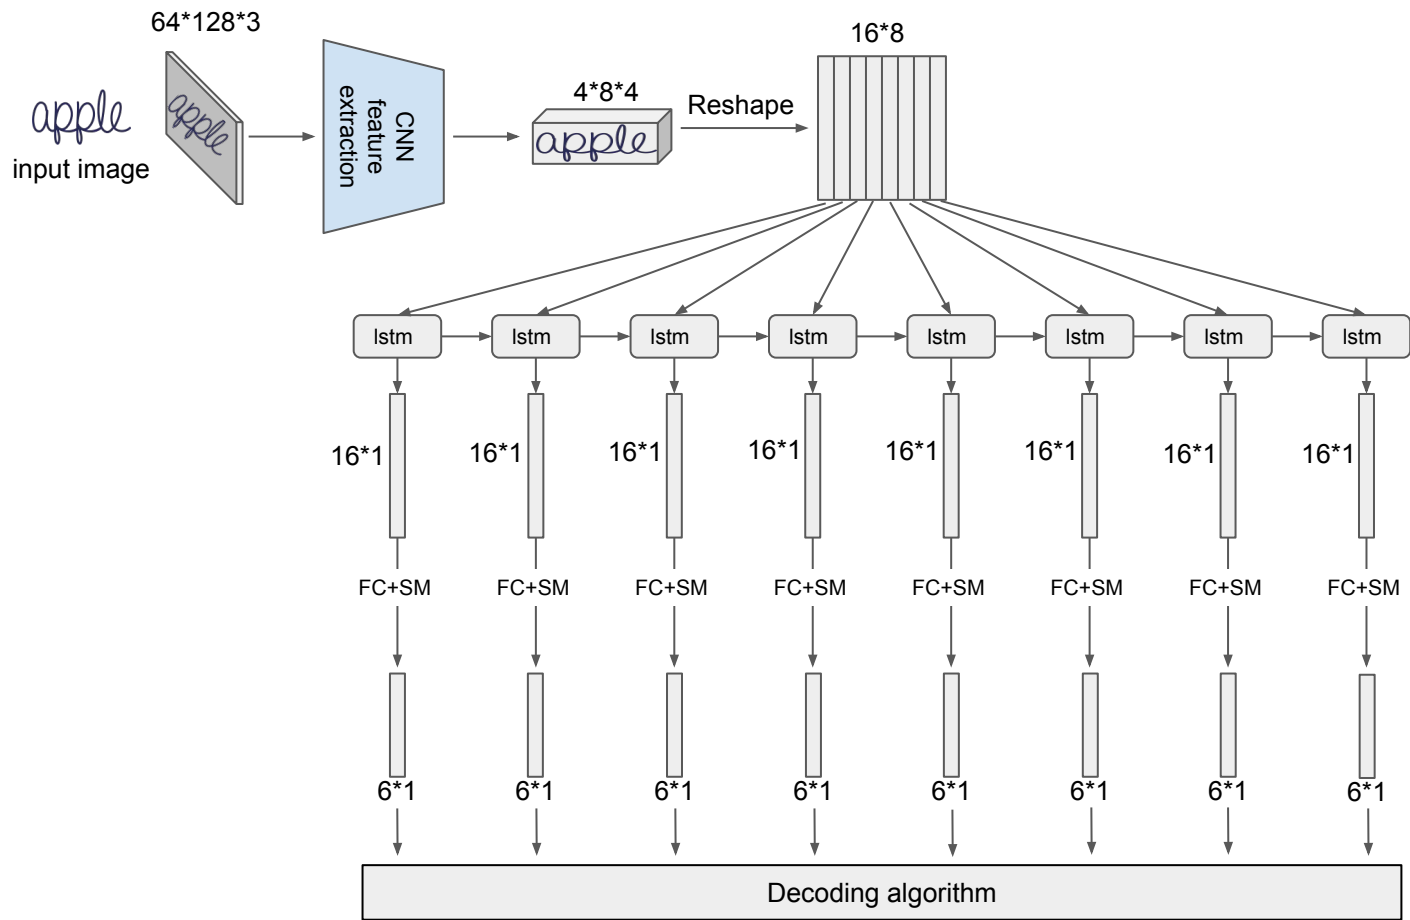 64*128*3
16*8
4*8*4
Reshape
apple
apple
CNN
feature
extraction
apple
input image
lstm lstm lstm lstm lstm lstm lstm lstm
16*1 16*1 16*1 16*1 16*1 16*1 16*1 16*1
FC+SM FC+SM FC+SM FC+SM FC+SM FC+SM FC+SM FC+SM
6*1 6*1 6*1 6*1 6*1 6*1 6*1 6*1
Decoding algorithm